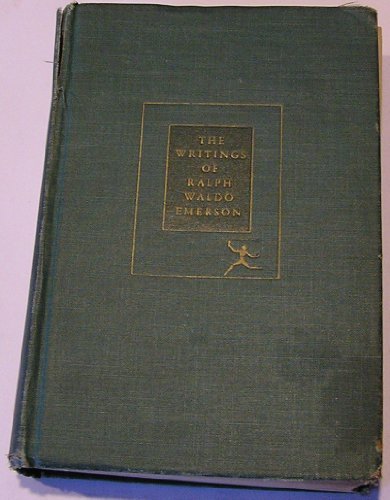 THE
WRITINGS
OF
RALPH
WALDO
EMERSON